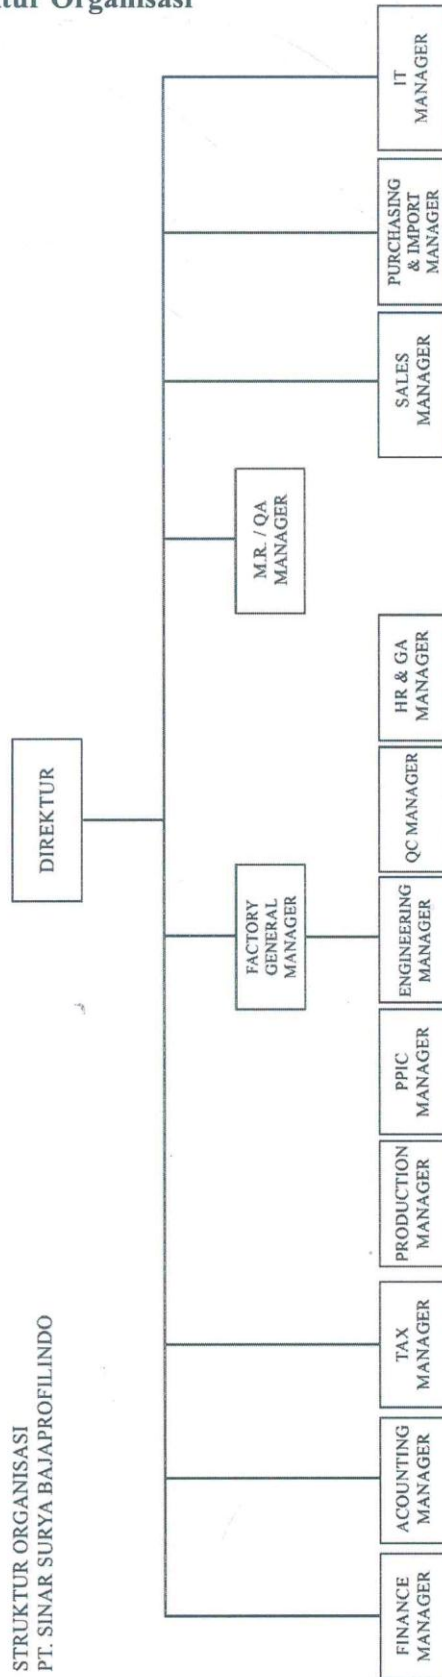 tur Organisasi
STRUKTUR ORGANISASI
PT. SINAR SURYA BAJAPROFILINDO
DIREKTUR
FACTORY
GENERAL
MANAGER
M.R. / QA
MANAGER
FINANCE
MANAGER
ACOUNTING
MANAGER
TAX
MANAGER
PRODUCTION
MANAGER
PPIC
MANAGER
ENGINEERING
MANAGER
QC MANAGER
HR & GA
MANAGER
SALES
MANAGER
PURCHASING
& IMPORT
MANAGER
IT
MANAGER